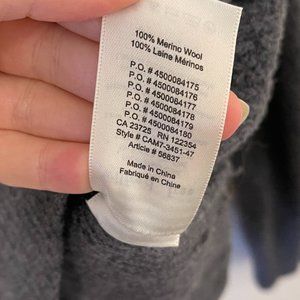 100% Merino Wool
100% Laine Mérinos
P.O. # 4500084175
P.O. # 4500084176
P.O. # 4500084177
P.O. # 4500084178
P.O. # 4500084179
P.O. # 4500084180
CA 23725 RN 122354
Style # CAM7-3451-47
Article # 56837
Made in China
Fabriqué en Chine